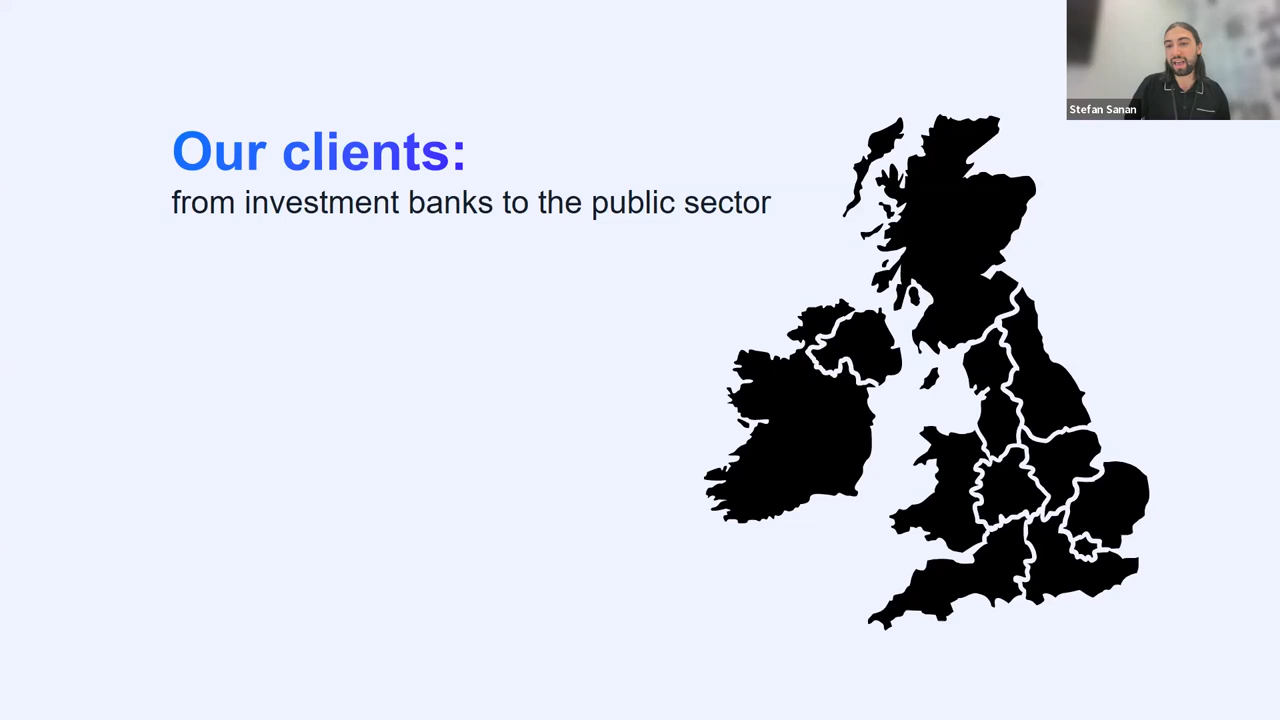 Our clients:
from investment banks to the public sector
Stefan Sanan